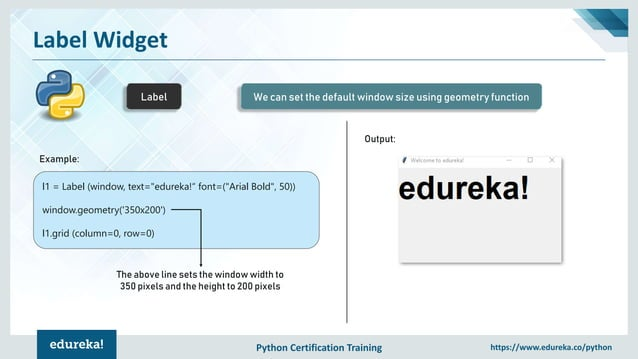 Label Widget
Label
We can set the default window size using geometry function
Example:
l1 = Label (window, text="edureka!" font=("Arial Bold", 50))
window.geometry('350x200')
l1.grid (column=0, row=0)
The above line sets the window width to
350 pixels and the height to 200 pixels
Output:
Welcome to edureka!
edureka!
edureka!
Python Certification Training
https://www.edureka.co/python